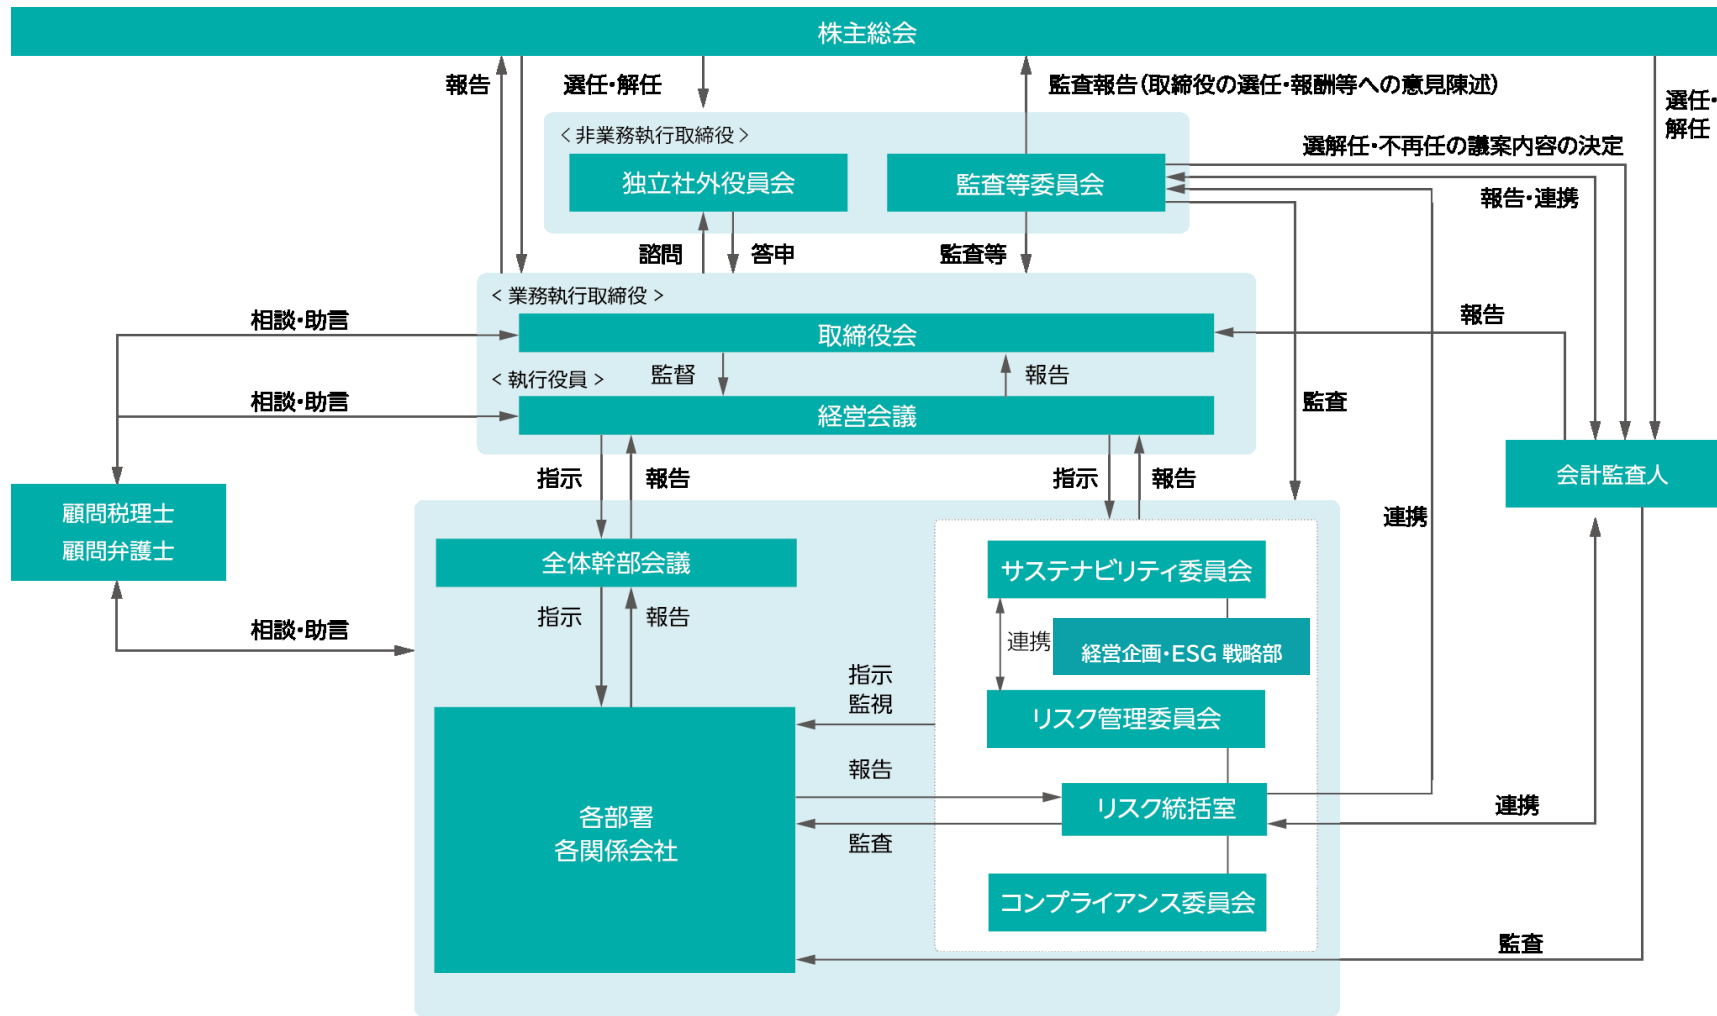 株主総会
報告
選任・解任
監査報告（取締役の選任・報酬等への意見陳述）
選任・
解任
＜非業務執行取締役＞
独立社外役員会
監査等委員会
選解任・不再任の議案内容の決定
報告・連携
諮問
答申
監査等
＜業務執行取締役＞
相談・助言
取締役会
報告
＜執行役員＞
監督
報告
相談・助言
経営会議
監査
指示
報告
指示
報告
会計監査人
顧問税理士
顧問弁護士
連携
全体幹部会議
サステナビリティ委員会
指示
報告
相談・助言
連携
経営企画・ESG 戦略部
指示
監視
リスク管理委員会
報告
各部署
各関係会社
リスク統括室
連携
監査
コンプライアンス委員会
監査